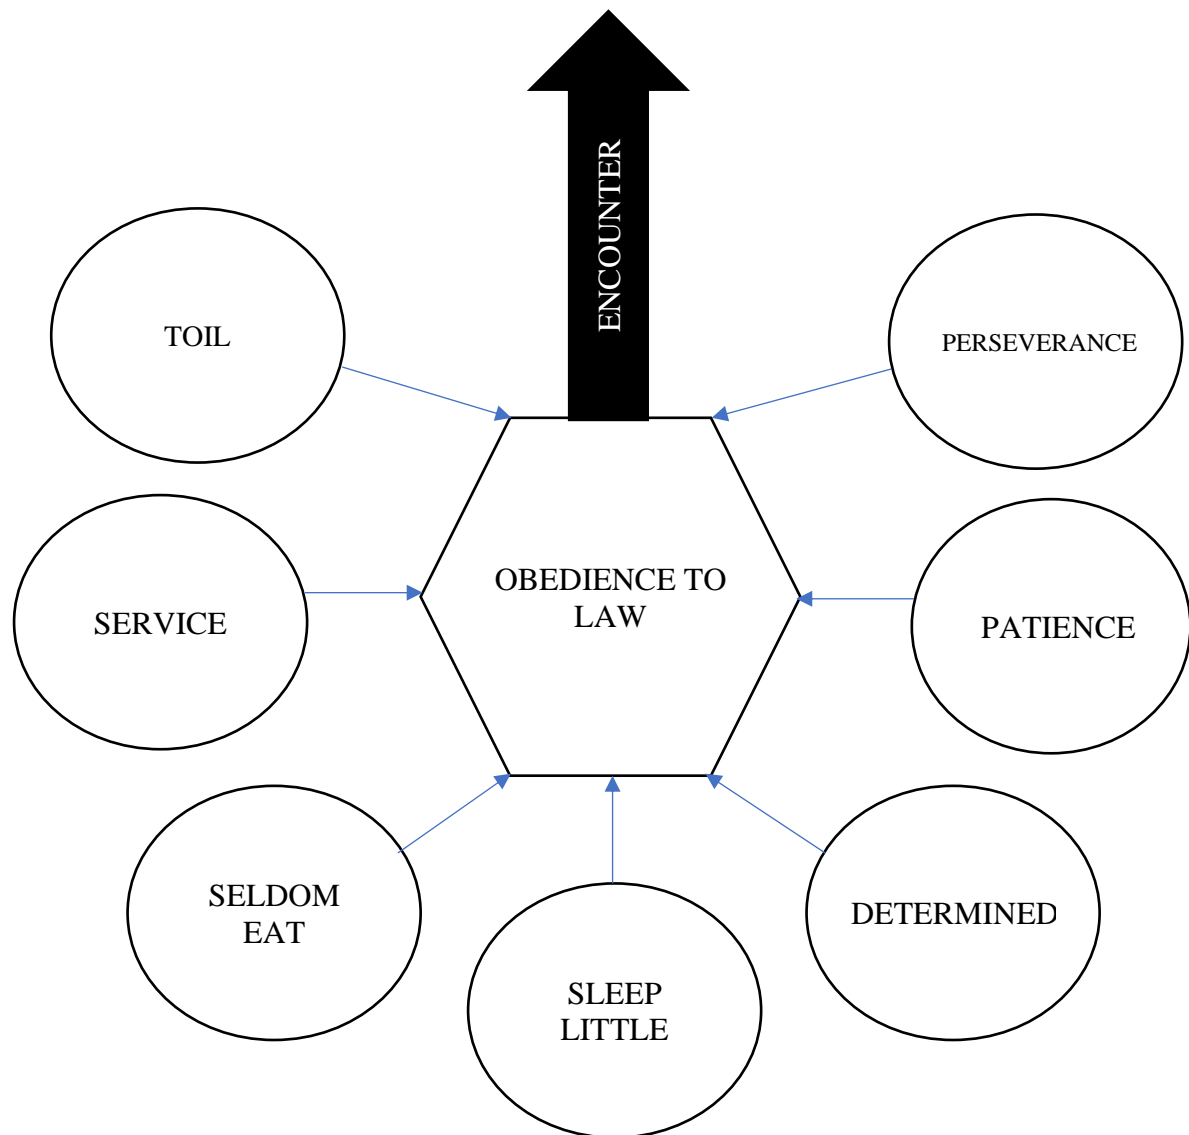 ENCOUNTER
TOIL
PERSEVERANCE
SERVICE
OBEDIENCE TO
LAW
PATIENCE
SELDOM
EAT
DETERMINED
SLEEP
LITTLE